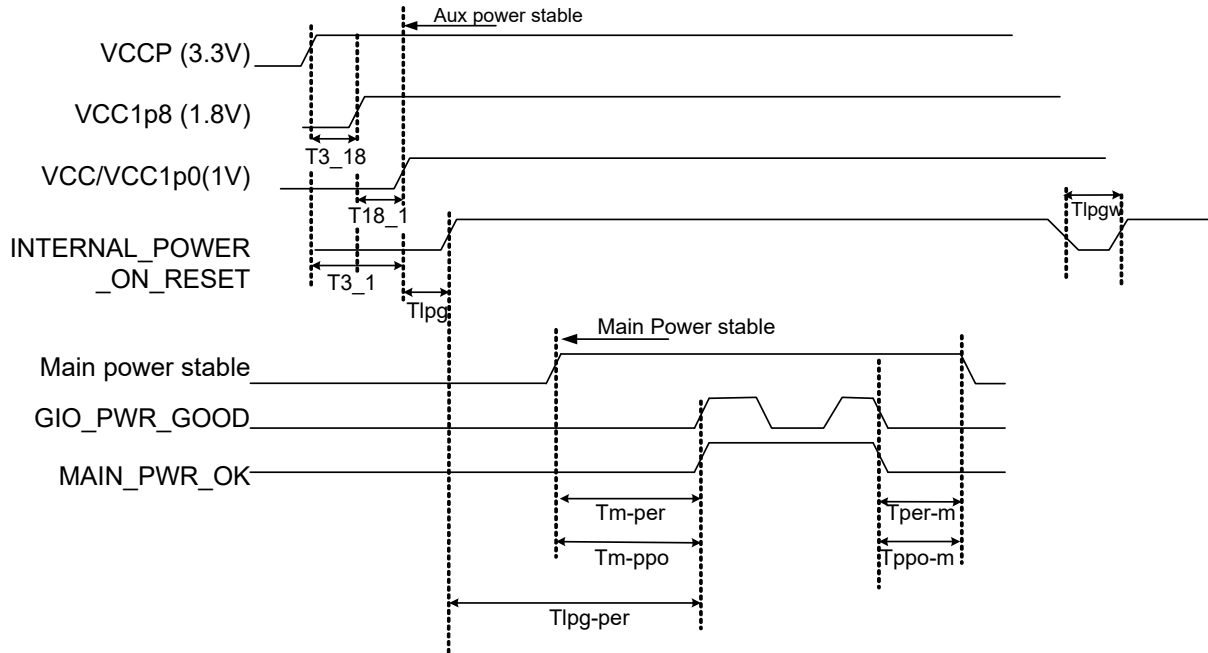 Aux power stable
VCCP (3.3V)
VCC1p8 (1.8V)
T3_18
VCC/VCC1p0(1V)
T18_1
Tlpgw
INTERNAL_POWER
_ON_RESET
T3_1
Tlpg
Main Power stable
Main power stable
GIO_PWR_GOOD
MAIN_PWR_OK
Tm-per
Tper-m
Tm-ppo
Tppo-m
Tlpg-per